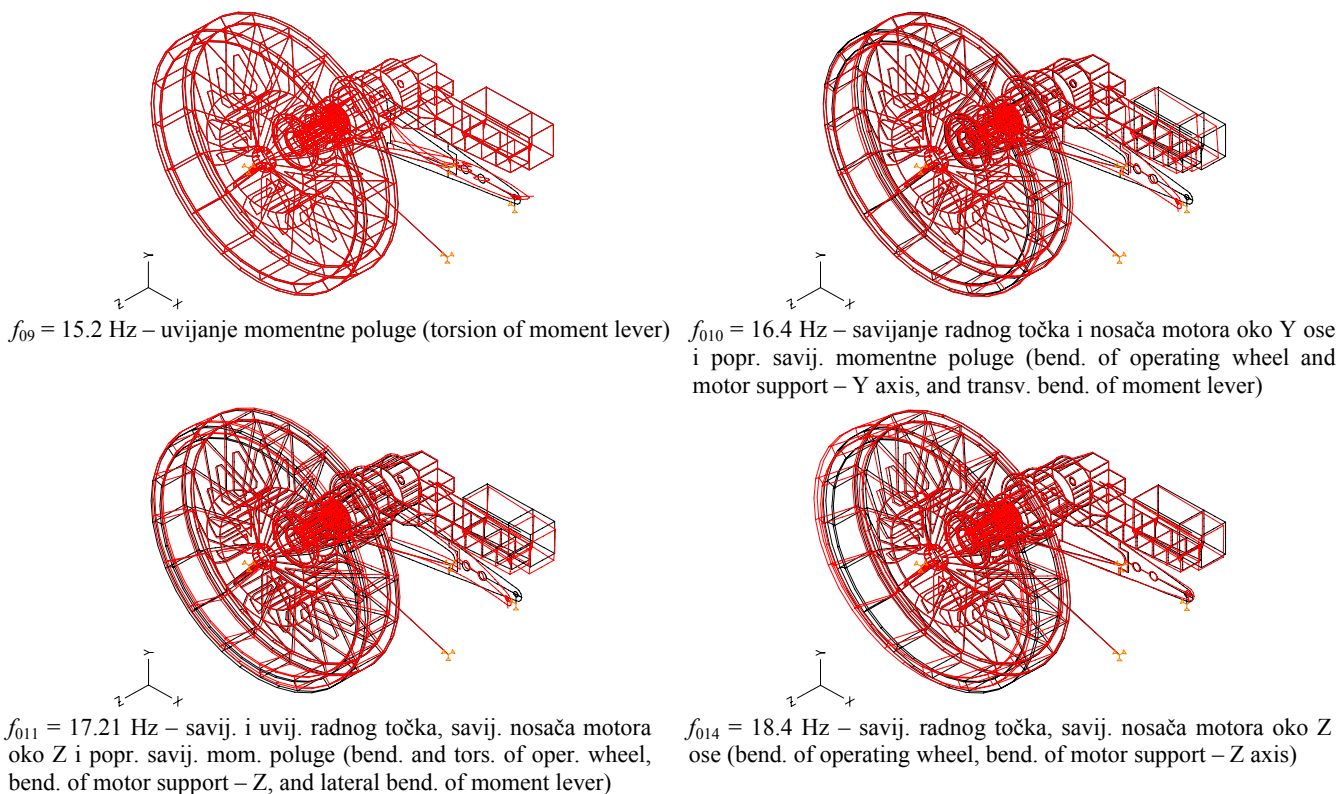 Y
Z
X
Y
Z
X
f09 = 15.2 Hz – uvijanje momentne poluge (torsion of moment lever)
f010 = 16.4 Hz – savijanje radnog točka i nosača motora oko Y ose
i popr. savij. momentne poluge (bend. of operating wheel and
motor support – Y axis, and transv. bend. of moment lever)
Y
Z
X
Y
Z
X
f011 = 17.21 Hz – savij. i uvij. radnog točka, savij. nosača motora
oko Z i popr. savij. mom. poluge (bend. and tors. of oper. wheel,
bend. of motor support – Z, and lateral bend. of moment lever)
f014 = 18.4 Hz – savij. radnog točka, savij. nosača motora oko Z
ose (bend. of operating wheel, bend. of motor support – Z axis)